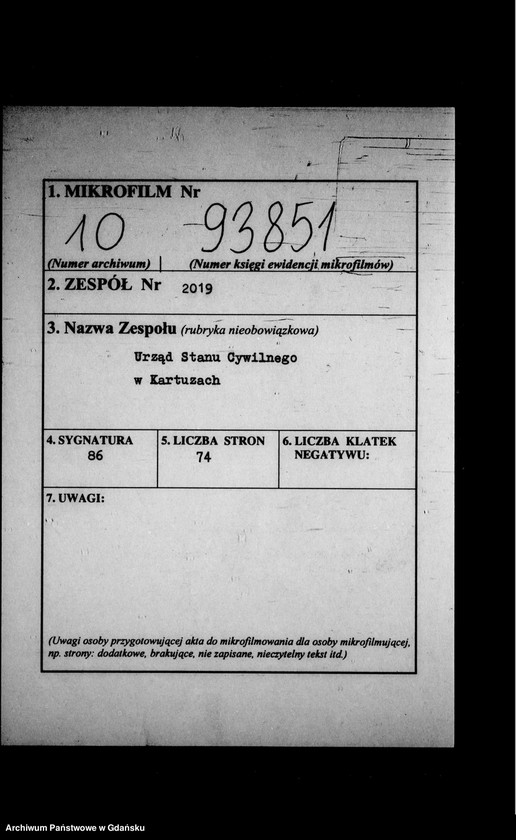 1. MIKROFILM Nr
10 93851
(Numer archiwum) (Numer księgi ewidencji mikrofilmów)
2. ZESPÓŁ Nr 2019
3. Nazwa Zespołu (rubryka nieobowiązkowa)
Urząd Stanu Cywilnego
w Kartuzach
4. SYGNATURA
86
5. LICZBA STRON
74
6. LICZBA KLATEK
NEGATYWU:
7. UWAGI:
(Uwagi osoby przygotowującej akta do mikrofilmowania dla osoby mikrofilmującej,
np. strony: dodatkowe, brakujące, nie zapisane, nieczytelny tekst itd.)
Archiwum Państwowe w Gdańsku